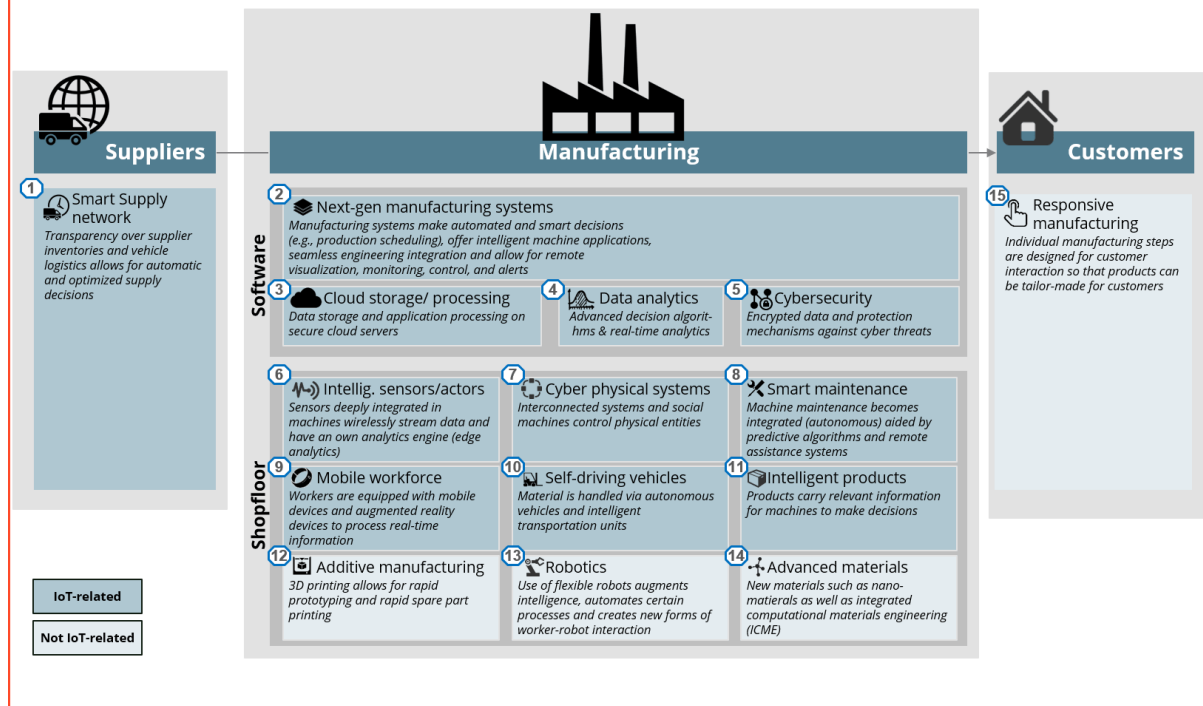 Suppliers
Manufacturing
Customers
1
Smart Supply
network
Transparency over supplier
inventories and vehicle
logistics allows for automatic
and optimized supply
decisions
Software
2
Next-gen manufacturing systems
Manufacturing systems make automated and smart decisions
(e.g., production scheduling), offer intelligent machine applications,
seamless engineering integration and allow for remote
visualization, monitoring, control, and alerts
3
Cloud storage/ processing
Data storage and application processing on
secure cloud servers
4
Data analytics
Advanced decision algorit-
hms & real-time analytics
5
Cybersecurity
Encrypted data and protection
mechanisms against cyber threats
Shopfloor
6
Intellig. sensors/actors
Sensors deeply integrated in
machines wirelessly stream data and
have an own analytics engine (edge
analytics)
7
Cyber physical systems
Interconnected systems and social
machines control physical entities
8
Smart maintenance
Machine maintenance becomes
integrated (autonomous) aided by
predictive algorithms and remote
assistance systems
9
Mobile workforce
Workers are equipped with mobile
devices and augmented reality
devices to process real-time
information
10
Self-driving vehicles
Material is handled via autonomous
vehicles and intelligent
transportation units
11
Intelligent products
Products carry relevant information
for machines to make decisions
12
Additive manufacturing
3D printing allows for rapid
prototyping and rapid spare part
printing
13
Robotics
Use of flexible robots augments
intelligence, automates certain
processes and creates new forms of
worker-robot interaction
14
Advanced materials
New materials such as nano-
matierals as well as integrated
computational materials engineering
(ICME)
15
Responsive
manufacturing
Individual manufacturing steps
are designed for customer
interaction so that products can
be tailor-made for customers
IoT-related
Not IoT-related